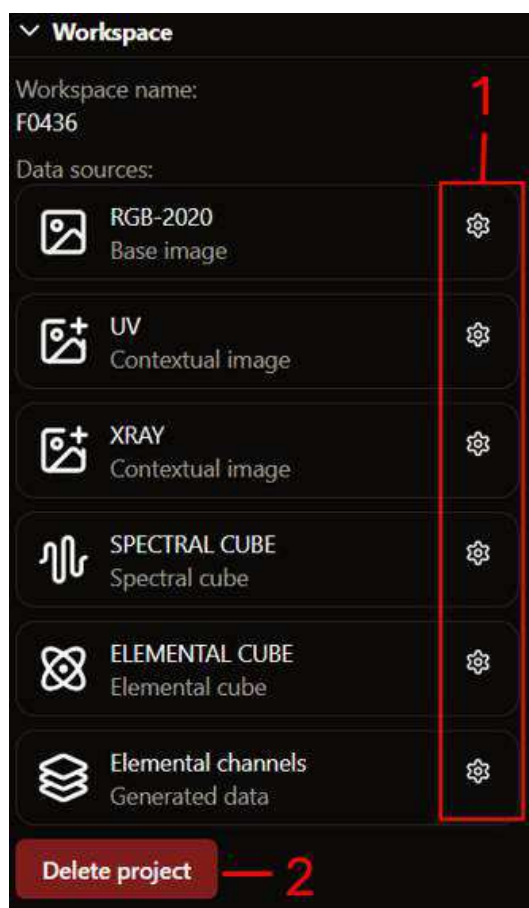 Workspace
Workspace name:
1
F0436
Data sources:
RGB-2020
Base image
UV
Contextual image
XRAY
Contextual image
SPECTRAL CUBE
Spectral cube
ELEMENTAL CUBE
Elemental cube
Elemental channels
Generated data
Delete project
2